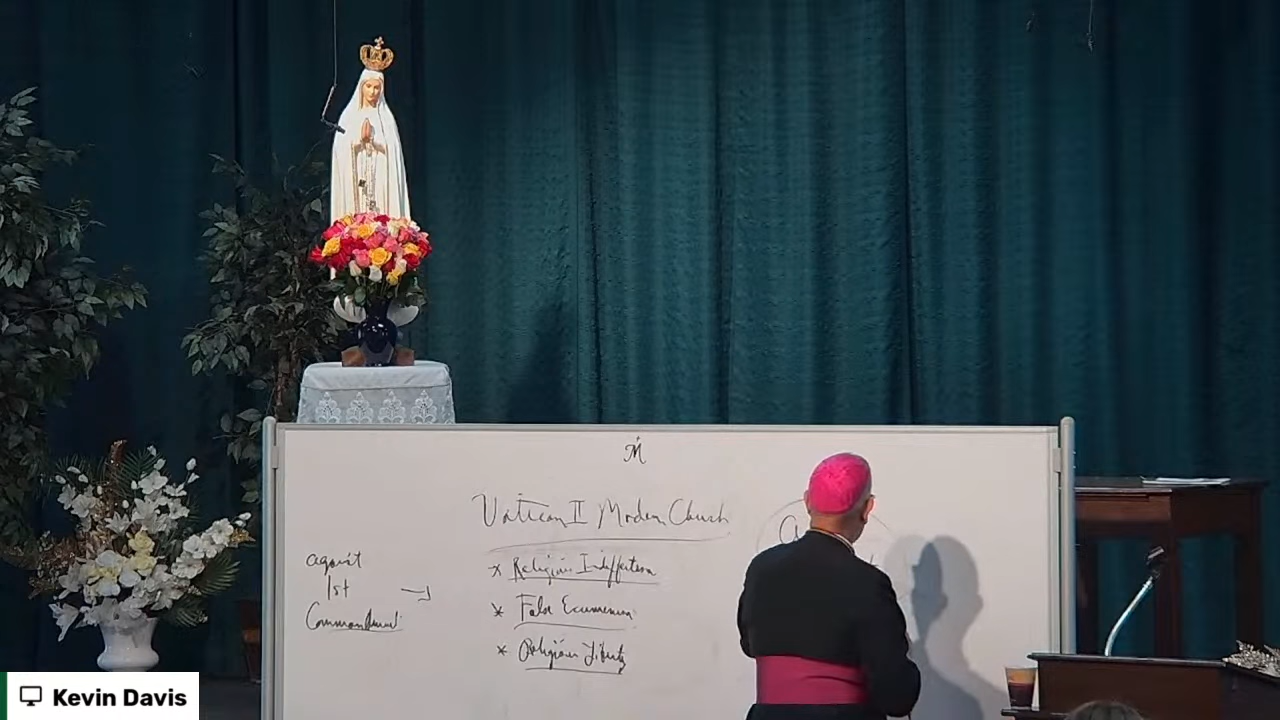 M
Vatican II Modern Church
against
1st
Commandment
* Religious Indifferentism
* False Ecumenism
* Religious Liberty
Kevin Davis